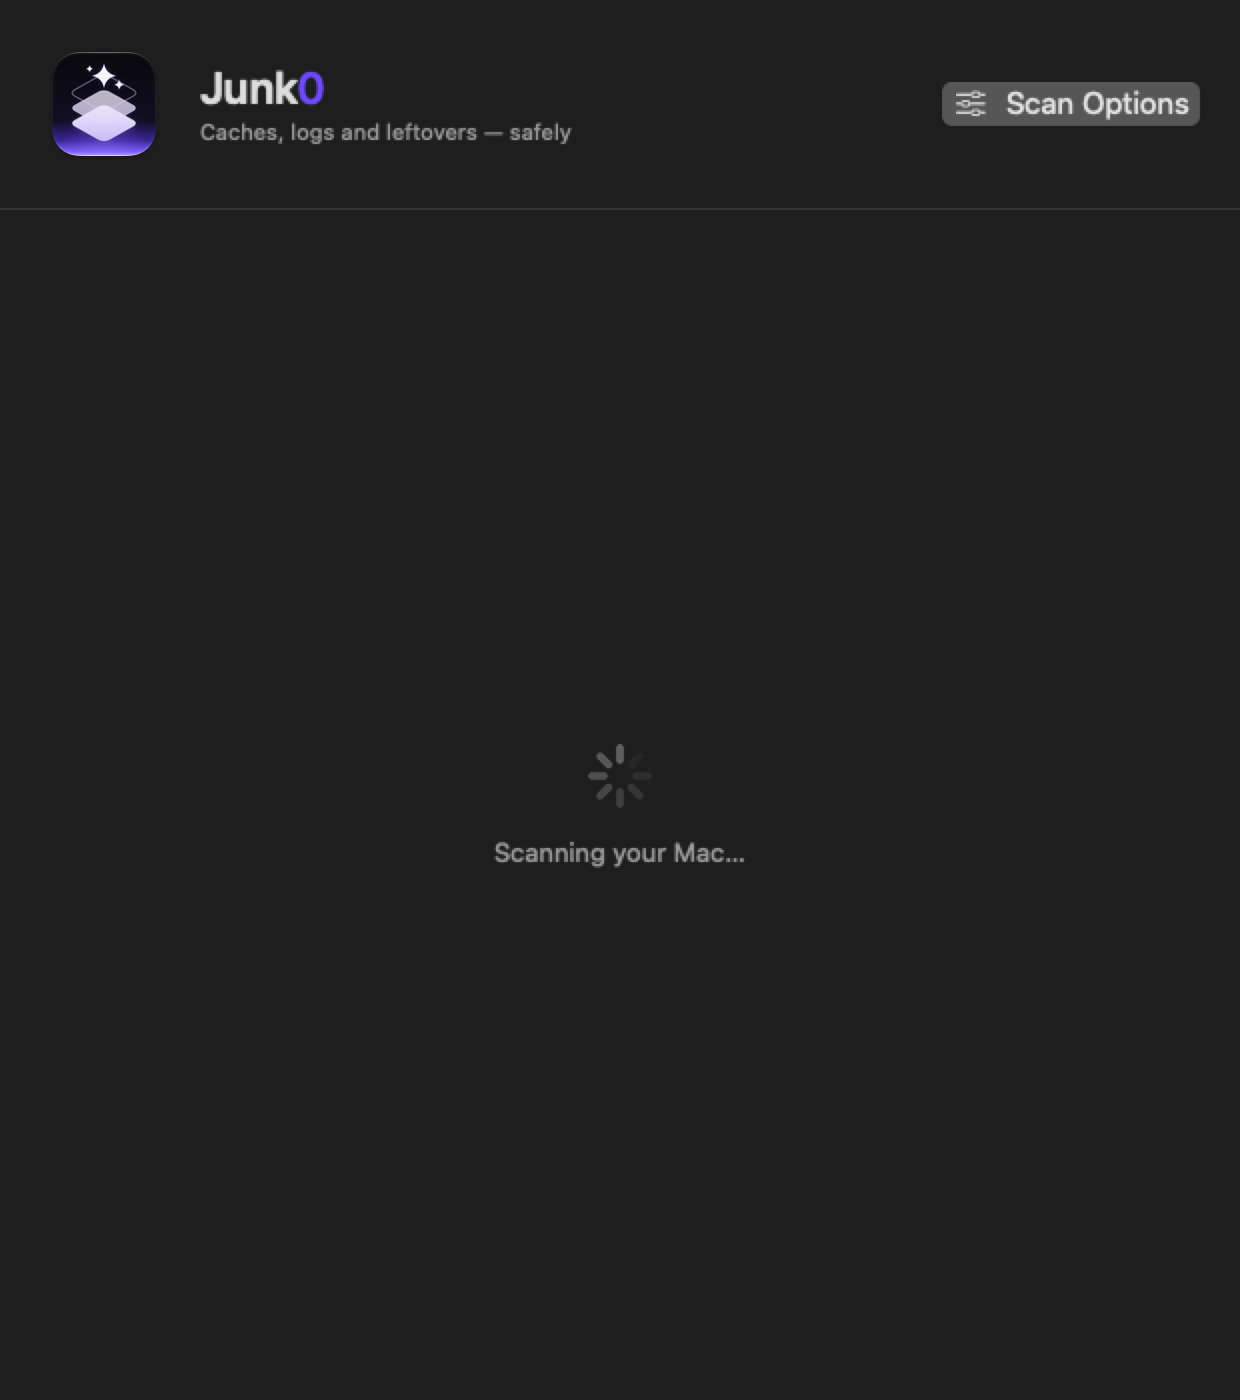 Junk0
Caches, logs and leftovers — safely
Scan Options
Scanning your Mac...